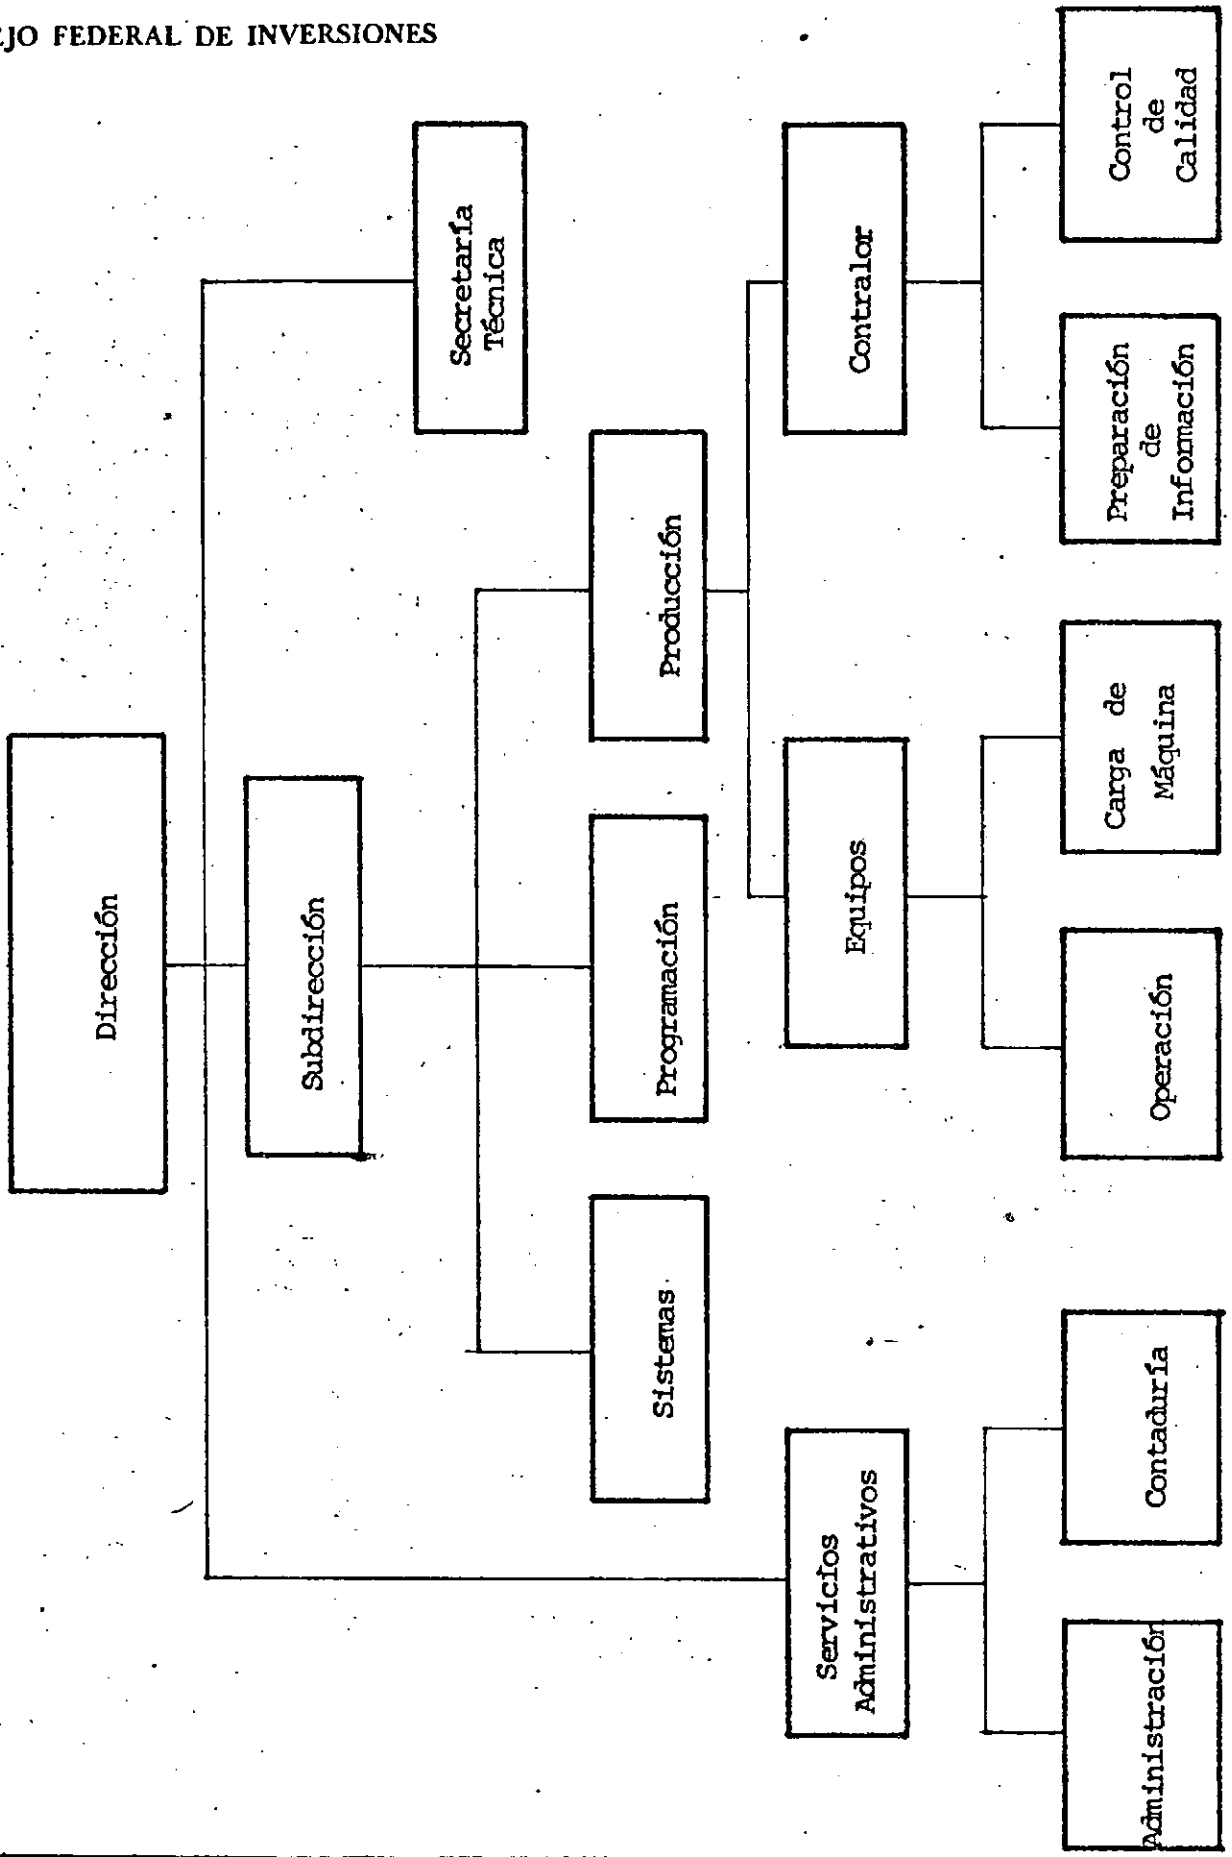 JO FEDERAL DE INVERSIONES
Dirección
Subdirección
Secretaría
Técnica
Sistemas
Programación
Producción
Servicios
Administrativos
Equipos
Contralor
Administración
Contaduría
Operación
Carga de
Máquina
Preparación
de
Información
Control
de
Calidad